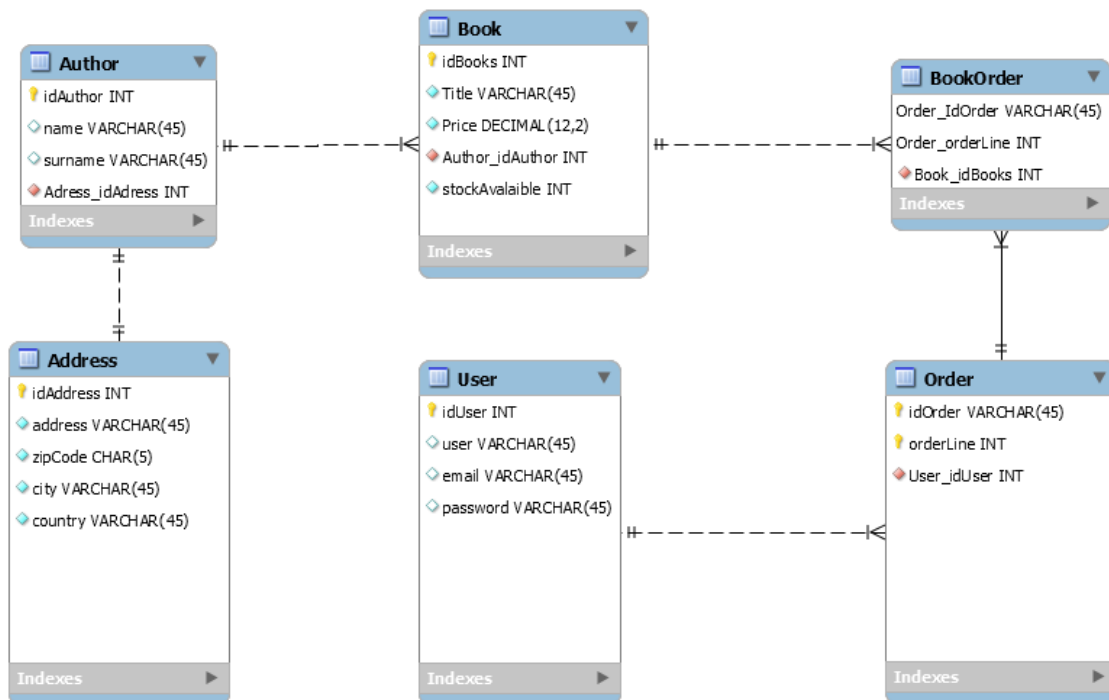 Author
idAuthor INT
name VARCHAR(45)
surname VARCHAR(45)
Adress_idAdress INT
Indexes
Book
idBooks INT
Title VARCHAR(45)
Price DECIMAL(12,2)
Author_idAuthor INT
stockAvalaible INT
Indexes
BookOrder
Order_IdOrder VARCHAR(45)
Order_orderLine INT
Book_idBooks INT
Indexes
Address
idAddress INT
address VARCHAR(45)
zipCode CHAR(5)
city VARCHAR(45)
country VARCHAR(45)
Indexes
User
idUser INT
user VARCHAR(45)
email VARCHAR(45)
password VARCHAR(45)
Indexes
Order
idOrder VARCHAR(45)
orderLine INT
User_idUser INT
Indexes